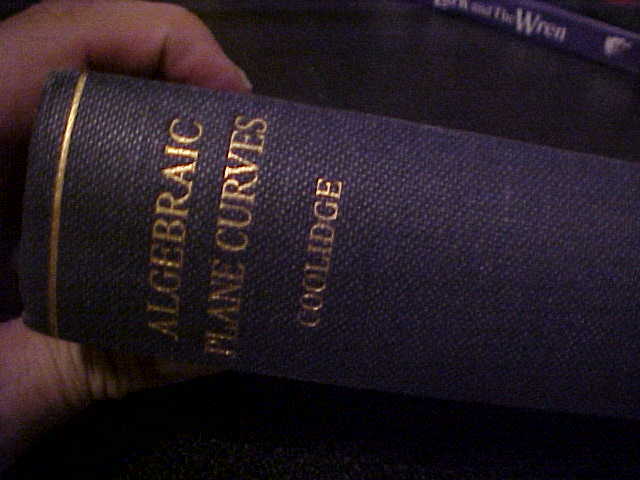 ALGEBRAIC
PLANE CURVES
COOLIDGE
and The Wren